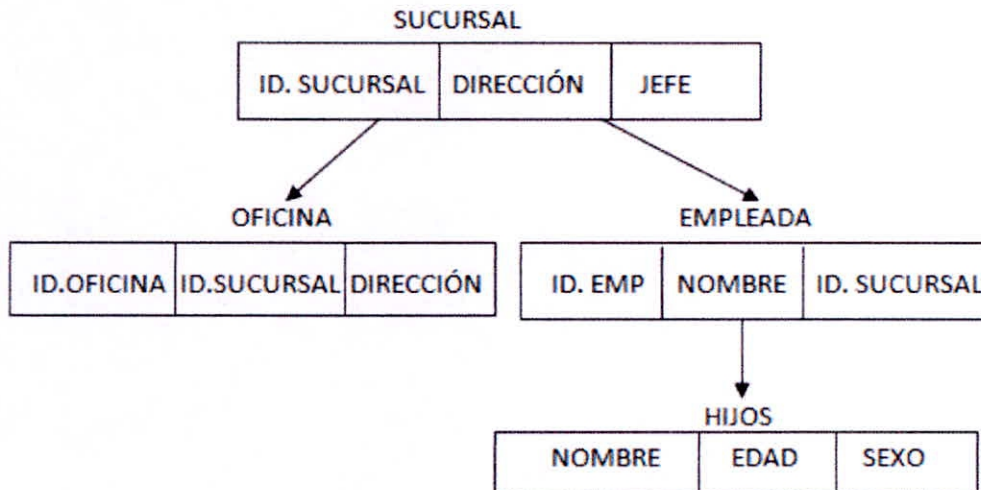 SUCURSAL
ID. SUCURSAL DIRECCIÓN JEFE
OFICINA EMPLEADA
ID.OFICINA ID.SUCURSAL DIRECCIÓN ID. EMP NOMBRE ID. SUCURSAL
HIJOS
NOMBRE EDAD SEXO